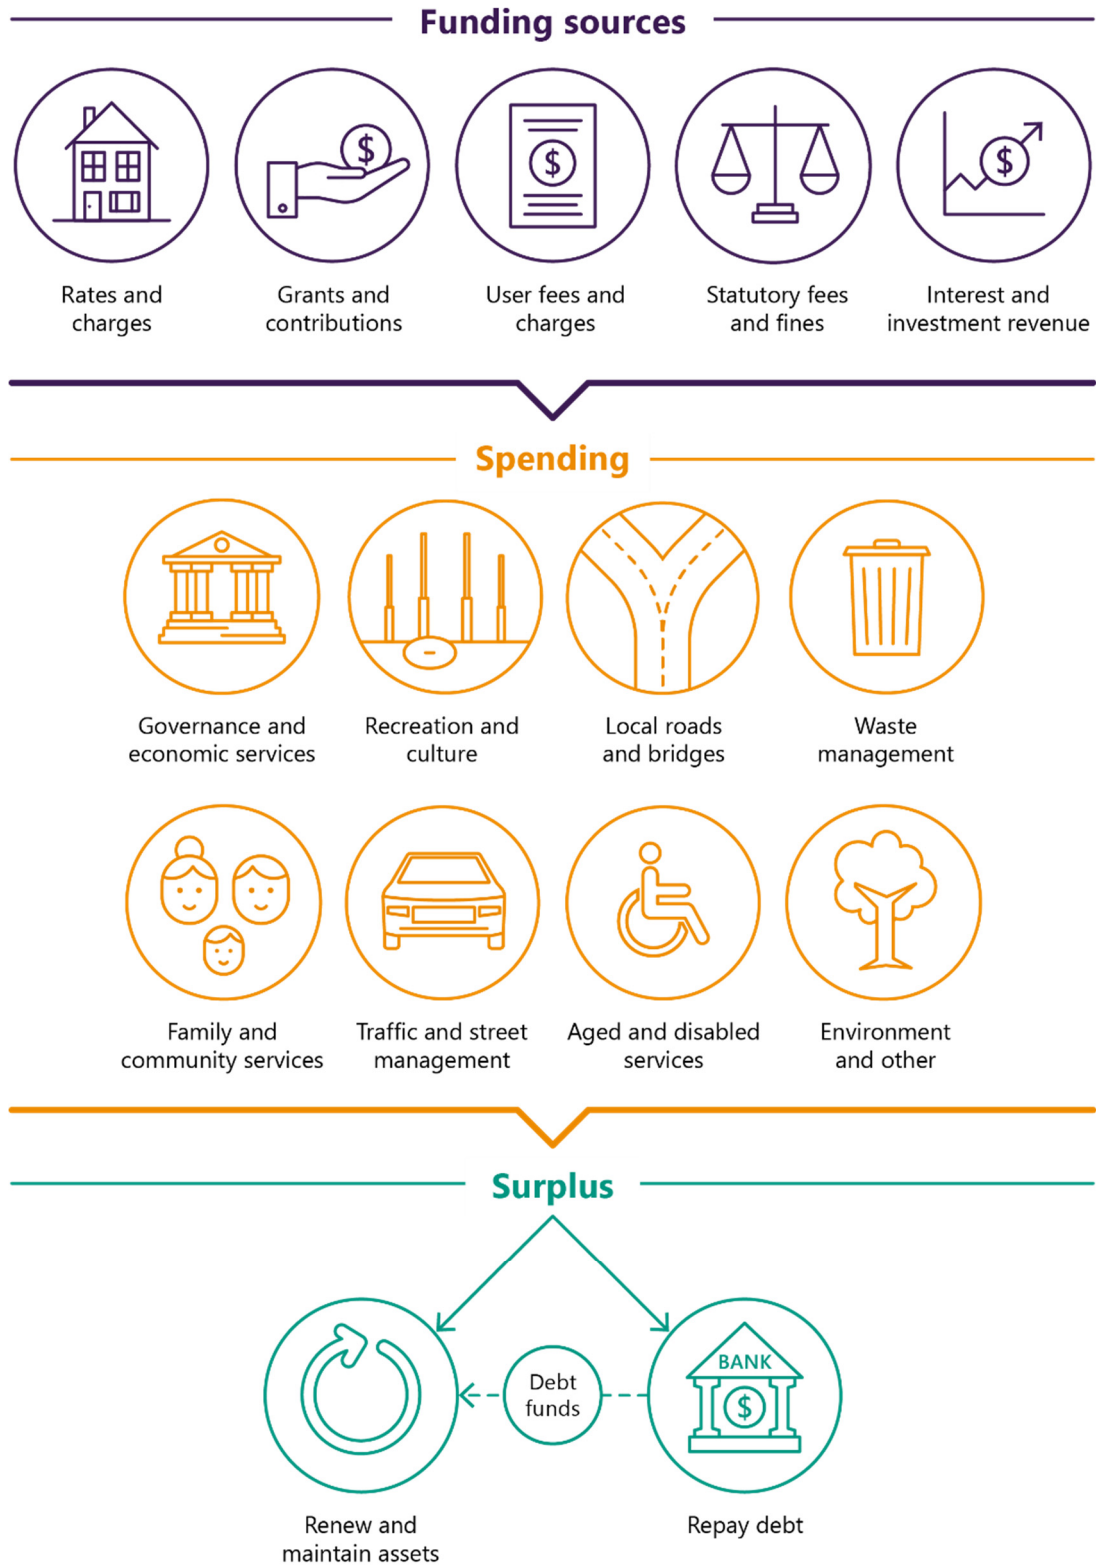 Funding sources
$
$
$
Rates and
charges
Grants and
contributions
User fees and
charges
Statutory fees
and fines
Interest and
investment revenue
Spending
Governance and
economic services
Recreation and
culture
Local roads
and bridges
Waste
management
Family and
community services
Traffic and street
management
Aged and disabled
services
Environment
and other
Surplus
BANK
$
Debt
funds
Renew and
maintain assets
Repay debt